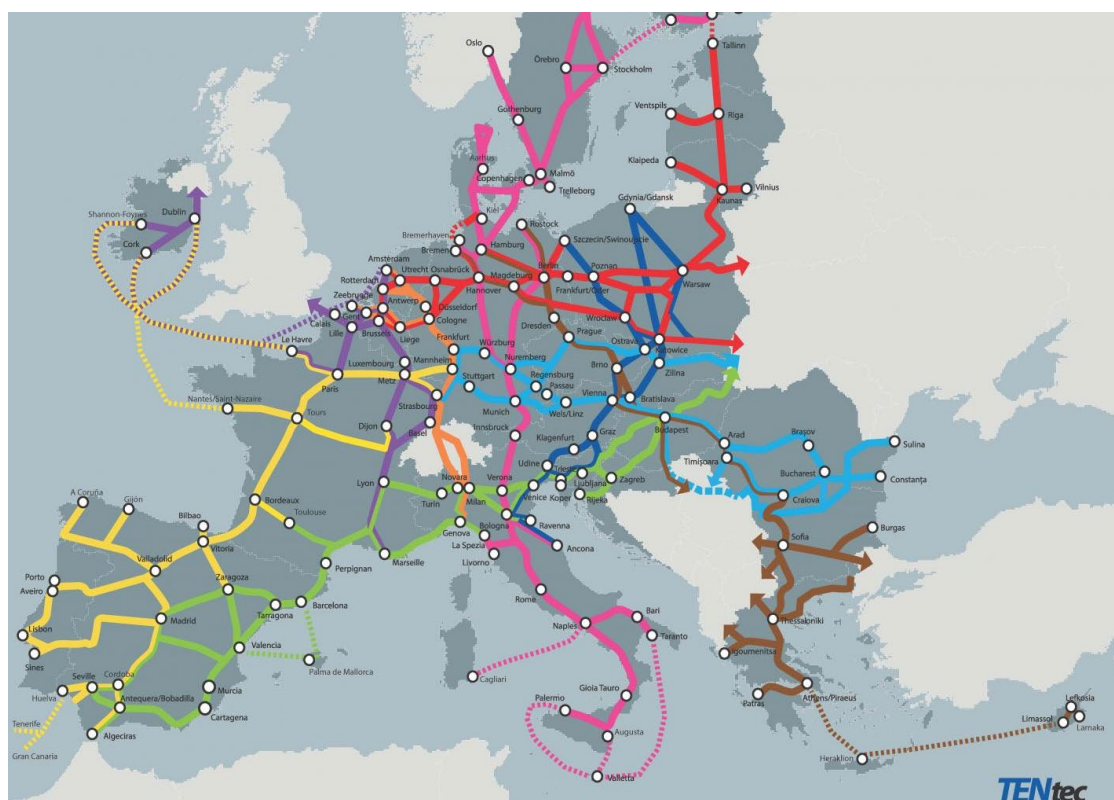 Oslo
Örebro
Stockholm
Tallinn
Gothenburg
Ventspils
Riga
Aarhus
Klaipeda
Copenhagen
Malmö
Trelleborg
Kaunas
Vilnius
Shannon-Foynes
Dublin
Kiel
Gdynia/Gdansk
Rostock
Cork
Bremerhaven
Bremen
Hamburg
Szczecin/Swinoujscie
Amsterdam
Utrecht
Osnabrück
Magdeburg
Berlin
Poznan
Rotterdam
Hannover
Frankfurt/Oder
Warsaw
Zeebrugge
Antwerp
Düsseldorf
Gent
Cologne
Wroclaw
Calais
Lille
Brussels
Liege
Dresden
Prague
Ostrava
Katowice
Le Havre
Frankfurt
Würzburg
Luxembourg
Mannheim
Nuremberg
Regensburg
Brno
Zilina
Paris
Metz
Stuttgart
Passau
Vienna
Strasbourg
Munich
Wels/Linz
Bratislava
Nantes/Saint-Nazaire
Tours
Dijon
Basel
Innsbruck
Klagenfurt
Graz
Budapest
Arad
Braşov
Sulina
Udine
Trieste
Timişoara
Bucharest
Constanţa
Lyon
Novara
Verona
Ljubljana
Zagreb
Turin
Milan
Venice
Koper
Rijeka
Craiova
A Coruña
Gijón
Bordeaux
Toulouse
Genova
Bologna
Ravenna
Bilbao
La Spezia
Ancona
Sofia
Burgas
Vitoria
Livorno
Marseille
Valladolid
Perpignan
Porto
Zaragoza
Aveiro
Rome
Barcelona
Tarragona
Madrid
Lisbon
Naples
Bari
Taranto
Thessaloniki
Sines
Valencia
Igoumenitsa
Palma de Mallorca
Cagliari
Seville
Cordoba
Huelva
Murcia
Antequera/Bobadilla
Cartagena
Gioia Tauro
Palermo
Patras
Athens/Piraeus
Lefkosia
Tenerife
Limassol
Larnaka
Algeciras
Augusta
Gran Canaria
Heraklion
Valletta
TENtec